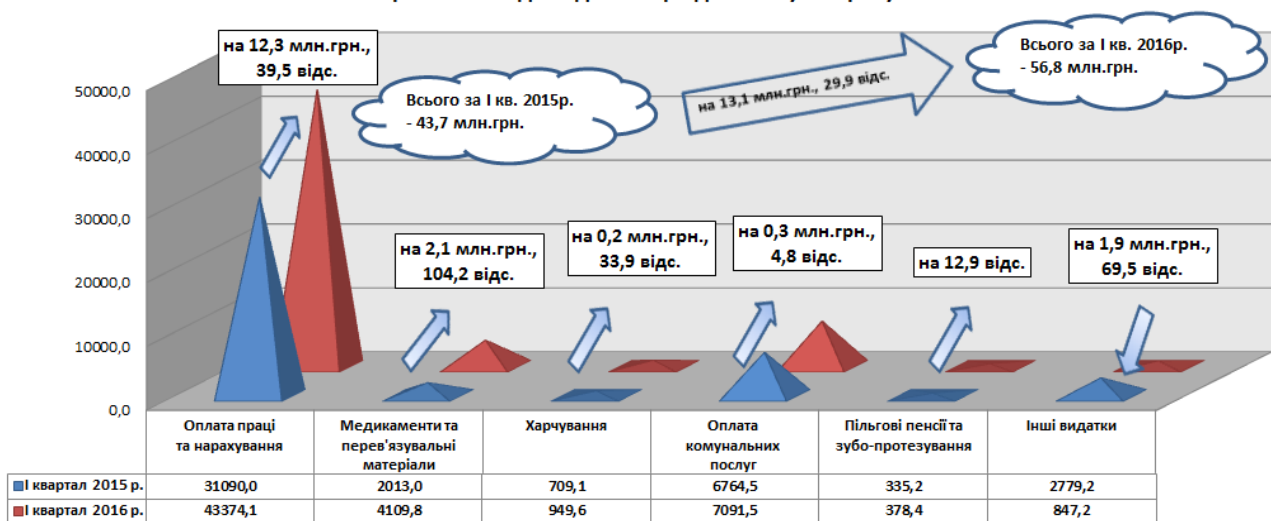 на 12,3 млн.грн.,
39,5 відс.
Всього за І кв. 2015р.
- 43,7 млн.грн.
на 13,1 млн.грн., 29,9 відс.
Всього за І кв. 2016р.
- 56,8 млн.грн.
50000,0
40000,0
30000,0
20000,0
10000,0
0,0
на 2,1 млн.грн.,
104,2 відс.
на 0,2 млн.грн.,
33,9 відс.
на 0,3 млн.грн.,
4,8 відс.
на 12,9 відс.
на 1,9 млн.грн.,
69,5 відс.
Оплата праці
та нарахування
Медикаменти та
перев'язувальні
матеріали
Харчування
Оплата
комунальних
послуг
Пільгові пенсії та
зубо-протезування
Інші видатки
І квартал 2015 р. 31090,0 2013,0 709,1 6764,5 335,2 2779,2
І квартал 2016 р. 43374,1 4109,8 949,6 7091,5 378,4 847,2